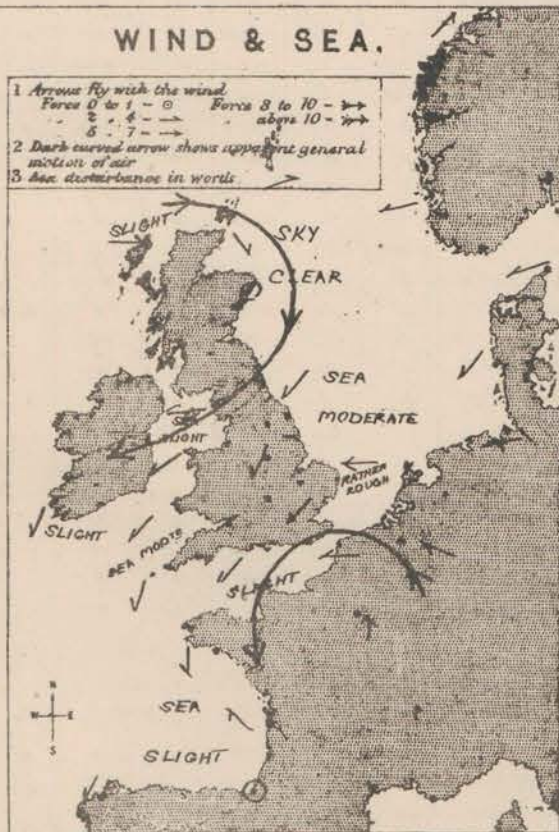 WIND & SEA.
1 Arrows fly with the wind
Force 0 to 1 - ⊙ Force 8 to 10 -
" 2 " 4 - → " above 10 -
" 5 " 7 - →
2 Dark curved arrow shows apparent general
motion of air
3 Sea disturbance in words
SLIGHT
SKY
CLEAR
SEA
MODERATE
SLIGHT
RATHER
ROUGH
SLIGHT
SEA MODTE
SLIGHT
N
W E
S
SEA
SLIGHT